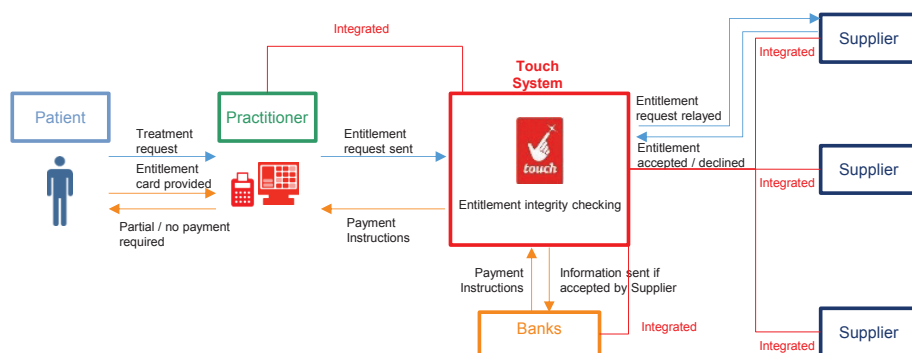 Integrated
Supplier
Integrated
Touch
System
Patient
Practitioner
Entitlement
request relayed
Treatment
request
Entitlement
request sent
Entitlement
accepted / declined
touch
Supplier
Integrated
Entitlement
card provided
Entitlement integrity checking
Partial / no payment
required
Payment
Instructions
Payment
Instructions
Information sent if
accepted by Supplier
Banks
Integrated
Supplier
Integrated